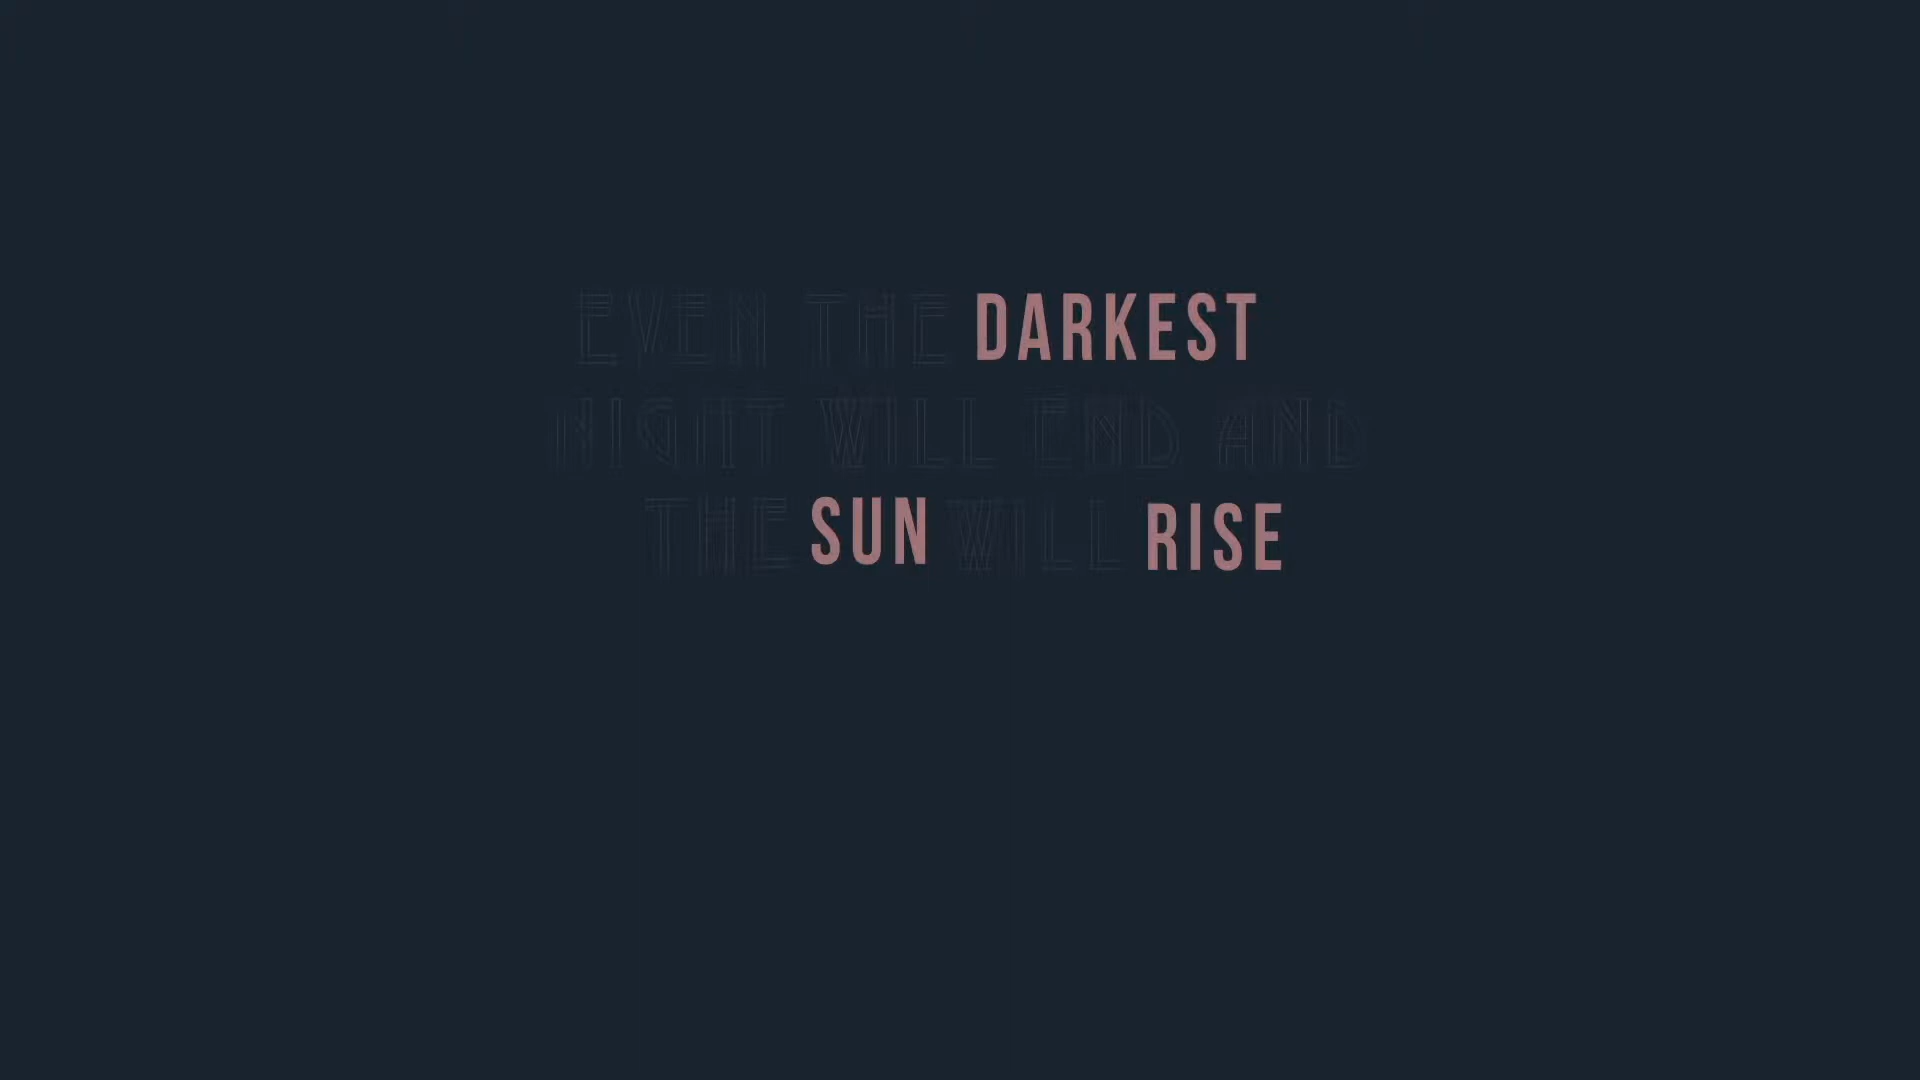 EVEN THE DARKEST
NIGHT WILL END AND
THE SUN WILL RISE